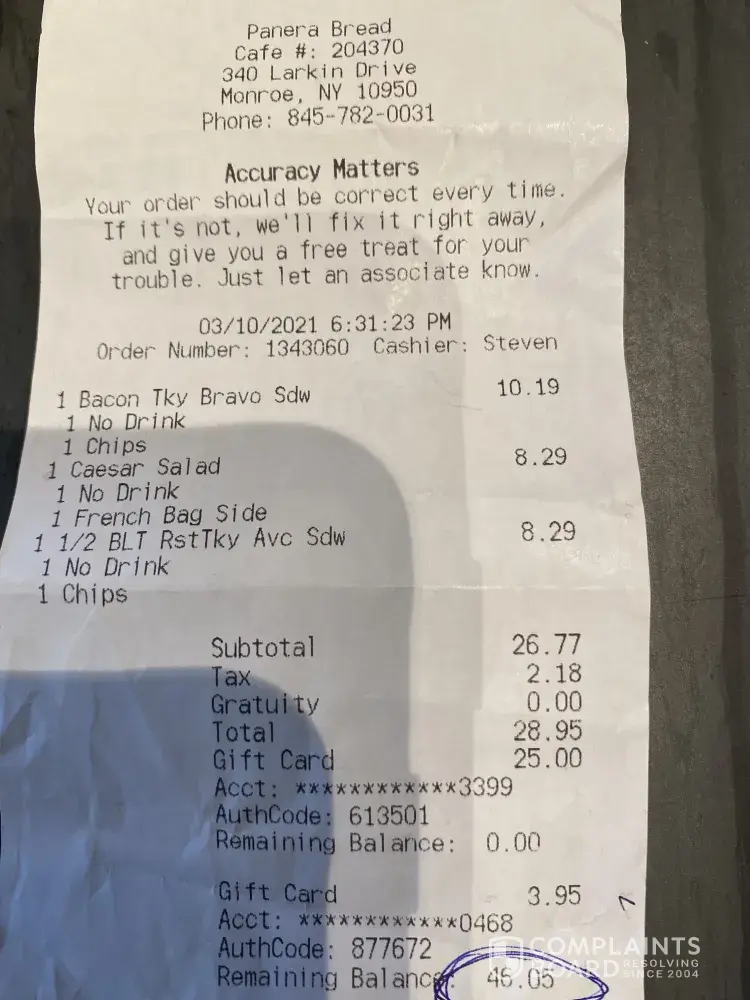 Panera Bread
Cafe #: 204370
340 Larkin Drive
Monroe, NY 10950
Phone: 845-782-0031
Accuracy Matters
Your order should be correct every time.
If it's not, we'll fix it right away,
and give you a free treat for your
trouble. Just let an associate know.
03/10/2021 6:31:23 PM
Order Number: 1343060 Cashier: Steven
1 Bacon Tky Bravo Sdw 10.19
1 No Drink
1 Chips
1 Caesar Salad 8.29
1 No Drink
1 French Bag Side
1 1/2 BLT RstTky Avc Sdw 8.29
1 No Drink
1 Chips
Subtotal 26.77
Tax 2.18
Gratuity 0.00
Total 28.95
Gift Card 25.00
Acct: ************3399
AuthCode: 613501
Remaining Balance: 0.00
Gift Card 3.95
Acct: ************0468
AuthCode: 877672
Remaining Balance: 46.05
COMPLAINTS
BOARD RESOLVING
SINCE 2004